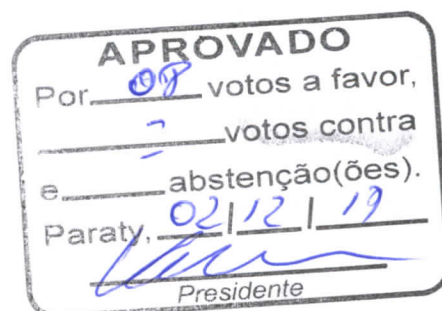 APROVADO
Por 08 votos a favor,
- votos contra
e abstenção(ões).
Paraty, 02/12/19
Presidente